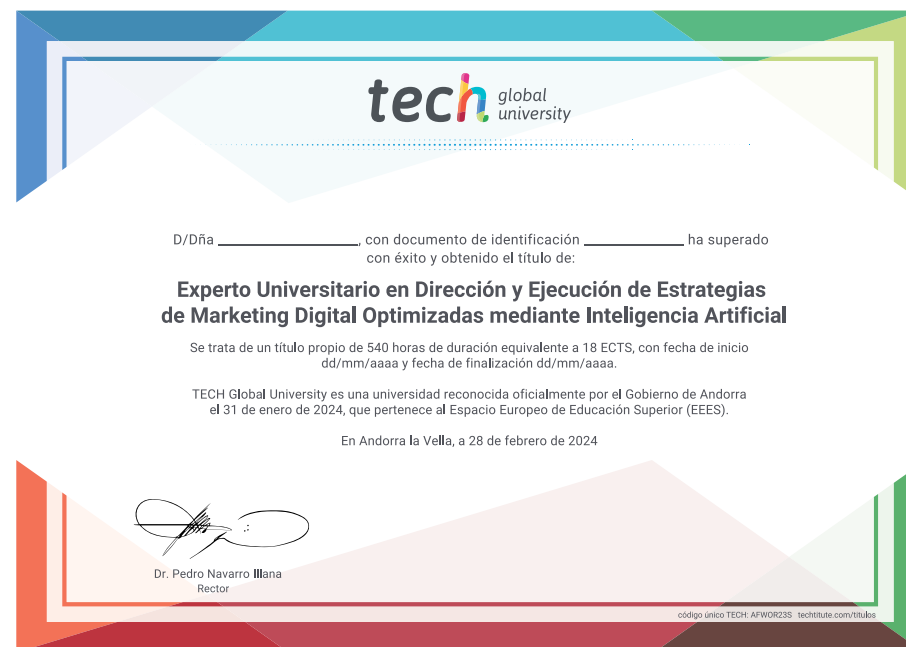 tech global university
D/Dña ____________________, con documento de identificación ______________ ha superado
con éxito y obtenido el título de:
Experto Universitario en Dirección y Ejecución de Estrategias
de Marketing Digital Optimizadas mediante Inteligencia Artificial
Se trata de un título propio de 540 horas de duración equivalente a 18 ECTS, con fecha de inicio
dd/mm/aaaa y fecha de finalización dd/mm/aaaa.
TECH Global University es una universidad reconocida oficialmente por el Gobierno de Andorra
el 31 de enero de 2024, que pertenece al Espacio Europeo de Educación Superior (EEES).
En Andorra la Vella, a 28 de febrero de 2024
Dr. Pedro Navarro Illana
Rector
código único TECH: AFWOR23S techtitute.com/titulos